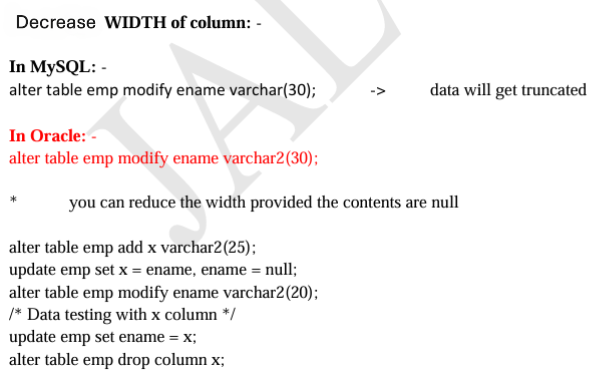 Decrease WIDTH of column: -
In MySQL: -
alter table emp modify ename varchar(30); -> data will get truncated
In Oracle: -
alter table emp modify ename varchar2(30);
* you can reduce the width provided the contents are null
alter table emp add x varchar2(25);
update emp set x = ename, ename = null;
alter table emp modify ename varchar2(20);
/* Data testing with x column */
update emp set ename = x;
alter table emp drop column x;